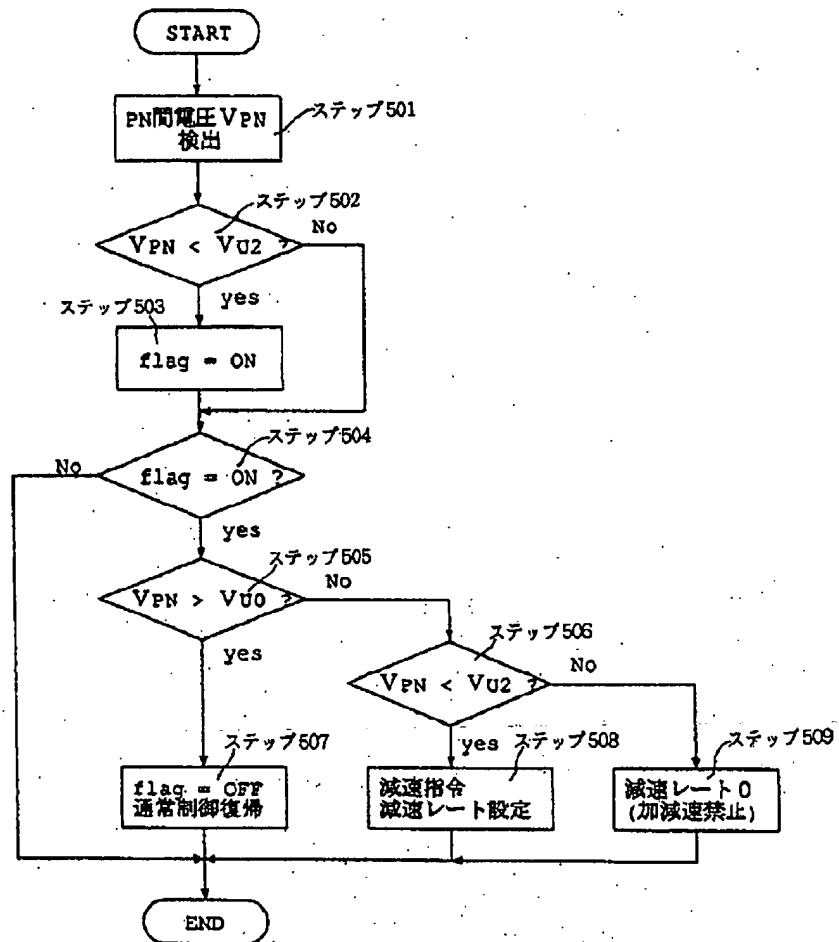 START
PN間電圧VPN
検出
ステップ501
ステップ502
VPN < VU2 ?
No
yes
ステップ503
flag = ON
ステップ504
No
flag = ON ?
yes
ステップ505
VPN > VU0 ?
No
yes
ステップ506
VPN < VU2 ?
No
yes
ステップ507
flag = OFF
通常制御復帰
ステップ508
減速指令
減速レート設定
ステップ509
減速レート0
(加減速禁止)
END